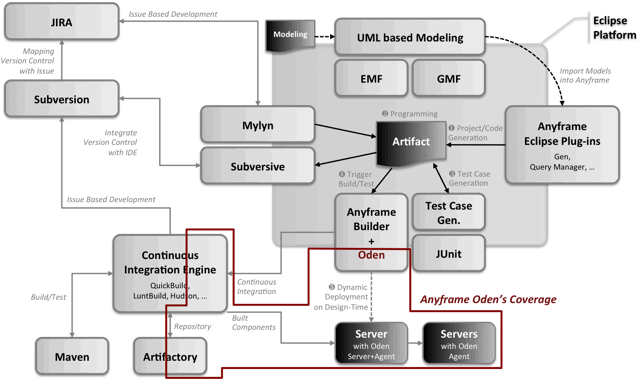 JIRA
Issue Based Development
Modeling
UML based Modeling
Eclipse
Platform
Mapping
Version Control
with Issue
EMF
GMF
Import Models
into Anyframe
Subversion
❷ Programming
Mylyn
Artifact
❶ Project/Code
Generation
Anyframe
Eclipse Plug-ins
Gen,
Query Manager, ...
Integrate
Version Control
with IDE
Subversive
❹ Trigger
Build/Test
❸ Test Case
Generation
Issue Based Development
Anyframe
Builder
+
Oden
Test Case
Gen.
JUnit
Continuous
Integration Engine
QuickBuild,
LuntBuild, Hudson, ...
Continuous
Integration
❺ Dynamic
Deployment
on Design-Time
Anyframe Oden's Coverage
Build/Test
Repository
Built
Components
Maven
Artifactory
Server
with Oden
Server+Agent
Servers
with Oden
Agent